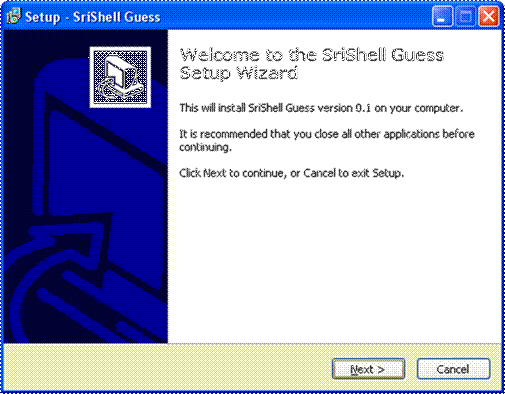 Setup - SriShell Guess
Welcome to the SriShell Guess
Setup Wizard
This will install SriShell Guess version 0.1 on your computer.
It is recommended that you close all other applications before
continuing.
Click Next to continue, or Cancel to exit Setup.
Next >
Cancel